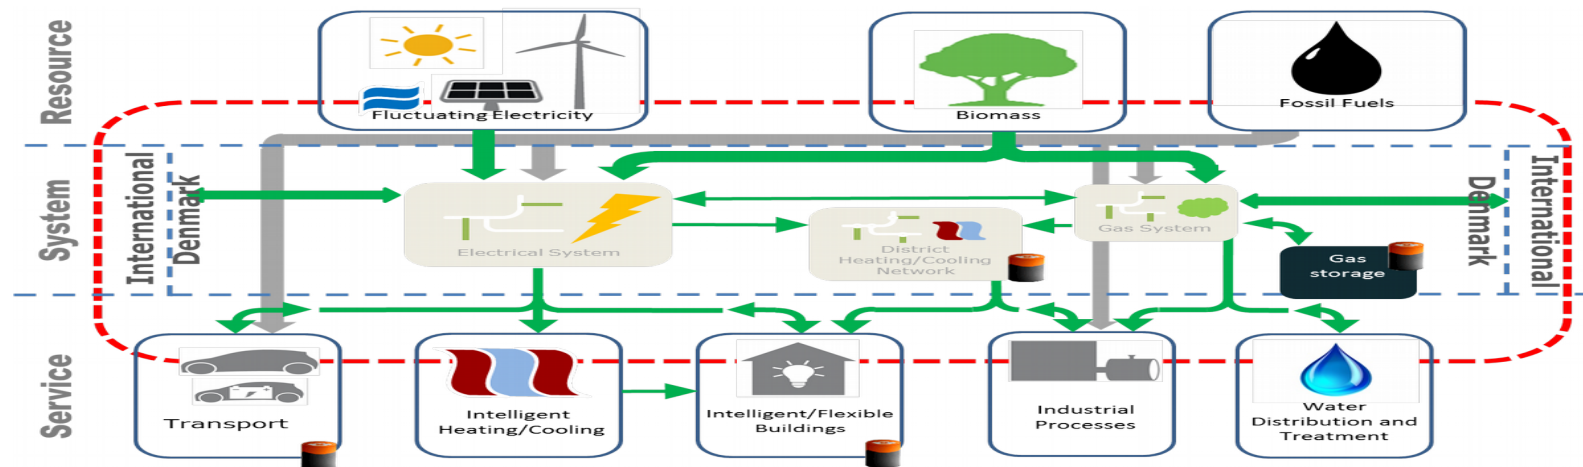 Resource
Fluctuating Electricity
Biomass
Fossil Fuels
System
International
Denmark
Electrical System
District
Heating/Cooling
Network
Gas System
Gas
storage
Denmark
International
Service
Transport
Intelligent
Heating/Cooling
Intelligent/Flexible
Buildings
Industrial
Processes
Water
Distribution and
Treatment